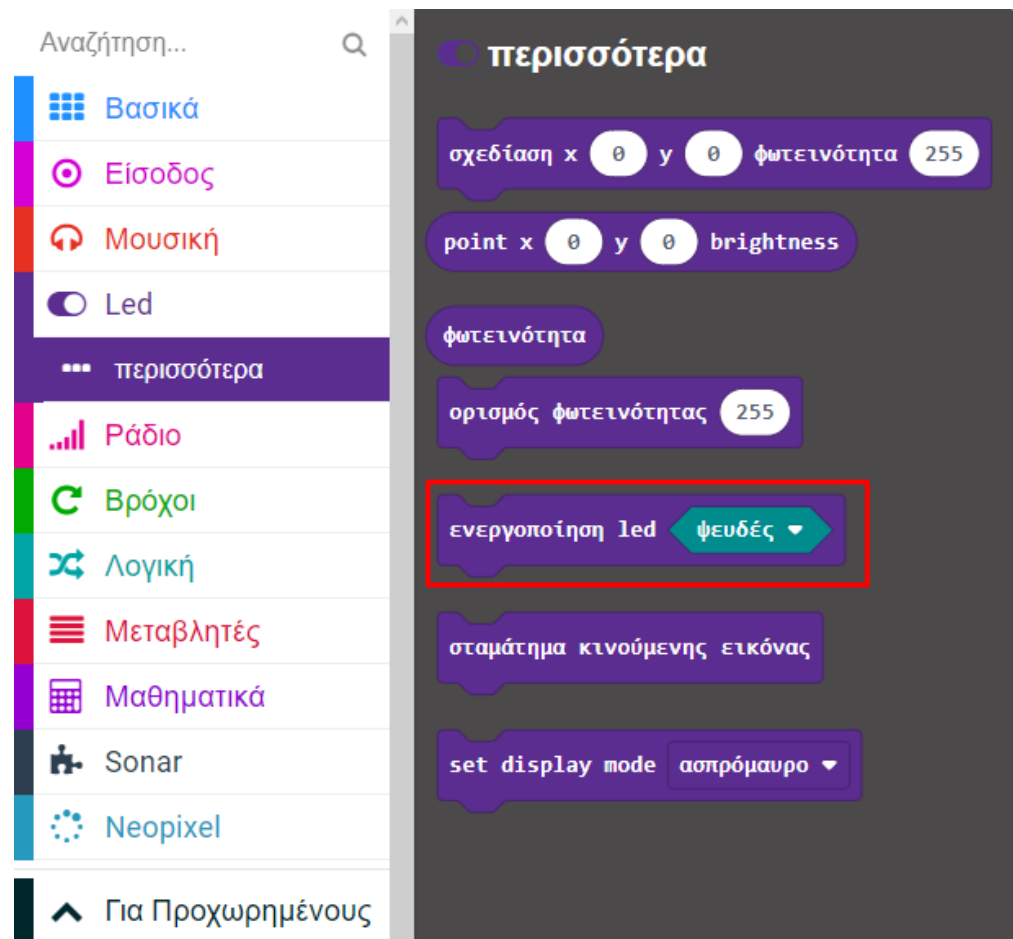 Αναζήτηση...
Βασικά
Είσοδος
Μουσική
Led
περισσότερα
Ράδιο
Βρόχοι
Λογική
Μεταβλητές
Μαθηματικά
Sonar
Neopixel
Για Προχωρημένους
περισσότερα
σχεδίαση x 0 y 0 φωτεινότητα 255
point x 0 y 0 brightness
φωτεινότητα
ορισμός φωτεινότητας 255
ενεργοποίηση led ψευδές
σταμάτημα κινούμενης εικόνας
set display mode ασπρόμαυρο